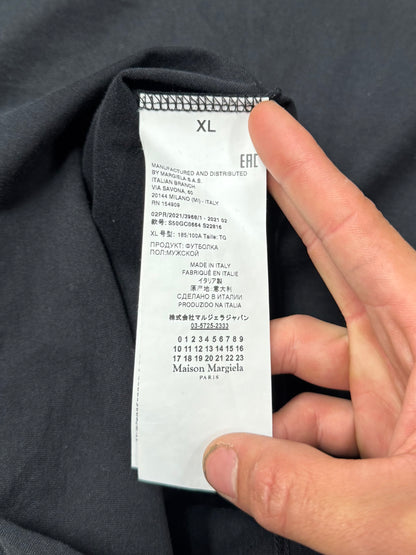 XL
EAC
MANUFACTURED AND DISTRIBUTED
BY MARGIELA S.A.S.
ITALIAN BRANCH
VIA SAVONA, 60
20144 MILANO (MI) - ITALY
RN 154909
02PR/2021/3968/1 - 2021 02
款号: S50GC0664 S22816
XL 号型: 185/100A Taille: TG
ПРОДУКТ: ФУТБОЛКА
ПОЛ:МУЖСКОЙ
MADE IN ITALY
FABRIQUÉ EN ITALIE
イタリア製
原产地: 意大利
СДЕЛАНО В ИТАЛИИ
PRODUZIDO NA ITALIA
株式会社マルジェラジャパン
03-5725-2333
0 1 2 3 4 5 6 7 8 9
10 11 12 13 14 15 16
17 18 19 20 21 22 23
Maison Margiela
PARIS